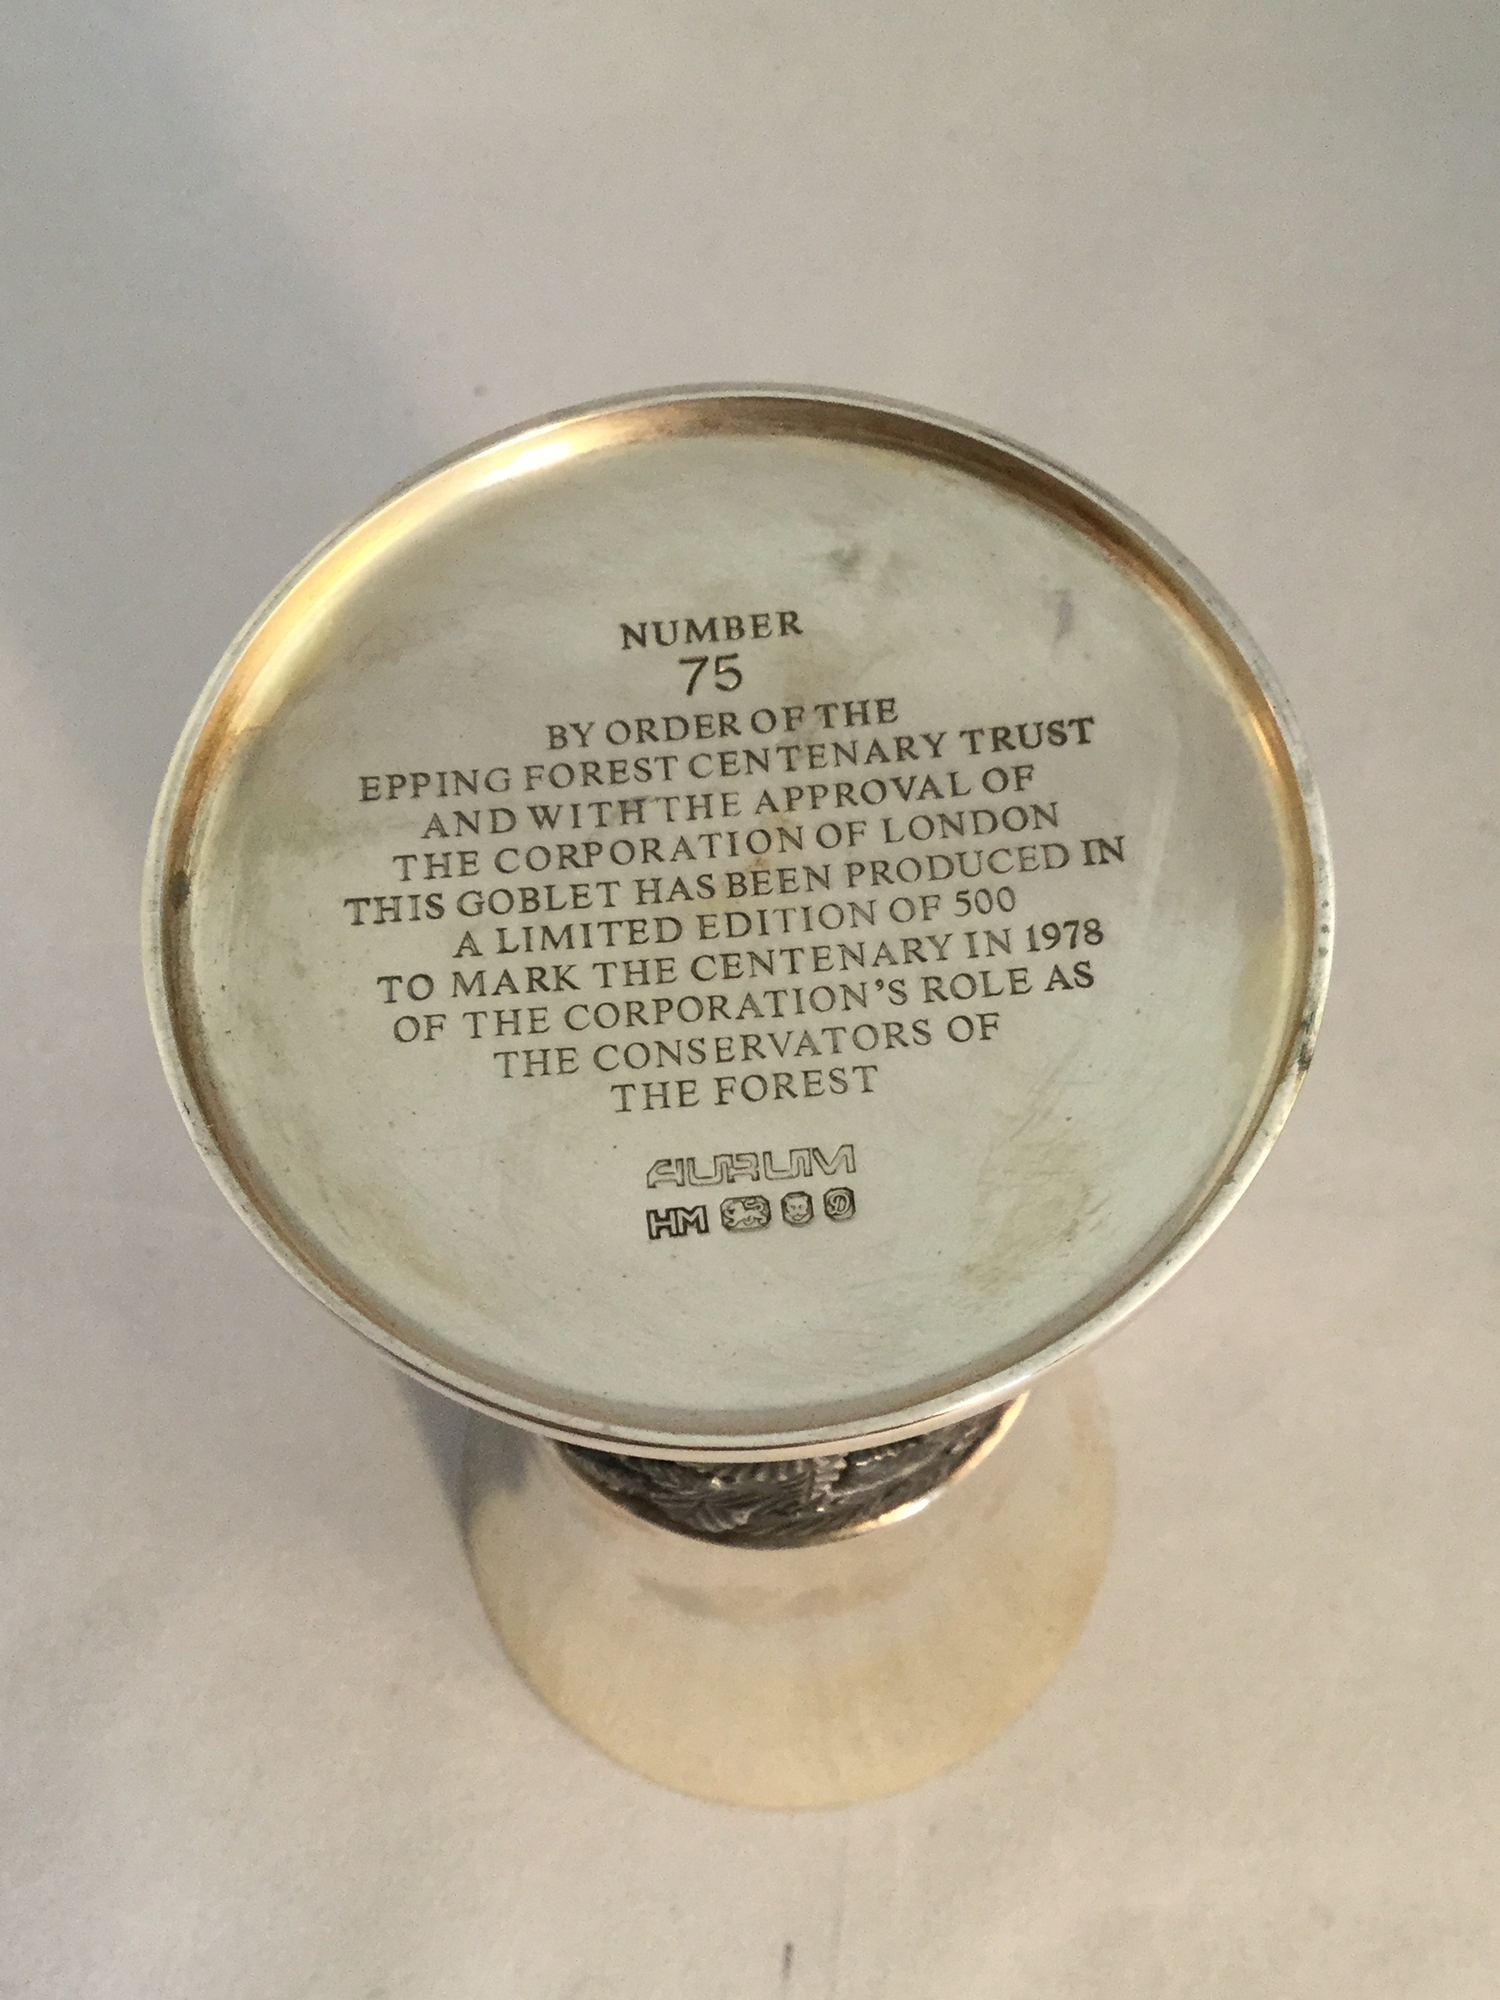 NUMBER
75
BY ORDER OF THE
EPPING FOREST CENTENARY TRUST
AND WITH THE APPROVAL OF
THE CORPORATION OF LONDON
THIS GOBLET HAS BEEN PRODUCED IN
A LIMITED EDITION OF 500
TO MARK THE CENTENARY IN 1978
OF THE CORPORATION'S ROLE AS
THE CONSERVATORS OF
THE FOREST
AURUM
HM D